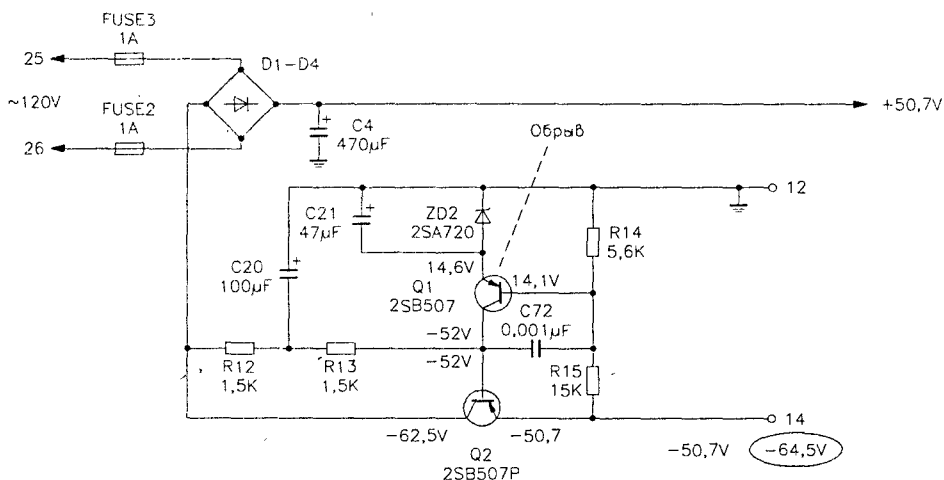 FUSE3
1A
25
D1-D4
~120V
FUSE2
1A
26
C4
470µF
+50,7V
Обрыв
12
C21
47µF
ZD2
2SA720
R14
5,6K
C20
100µF
14,6V
14,1V
Q1
2SB507
C72
0,001µF
-52V
-52V
R12
1,5K
R13
1,5K
R15
15K
14
-62,5V
-50,7
-50,7V
-64,5V
Q2
2SB507P